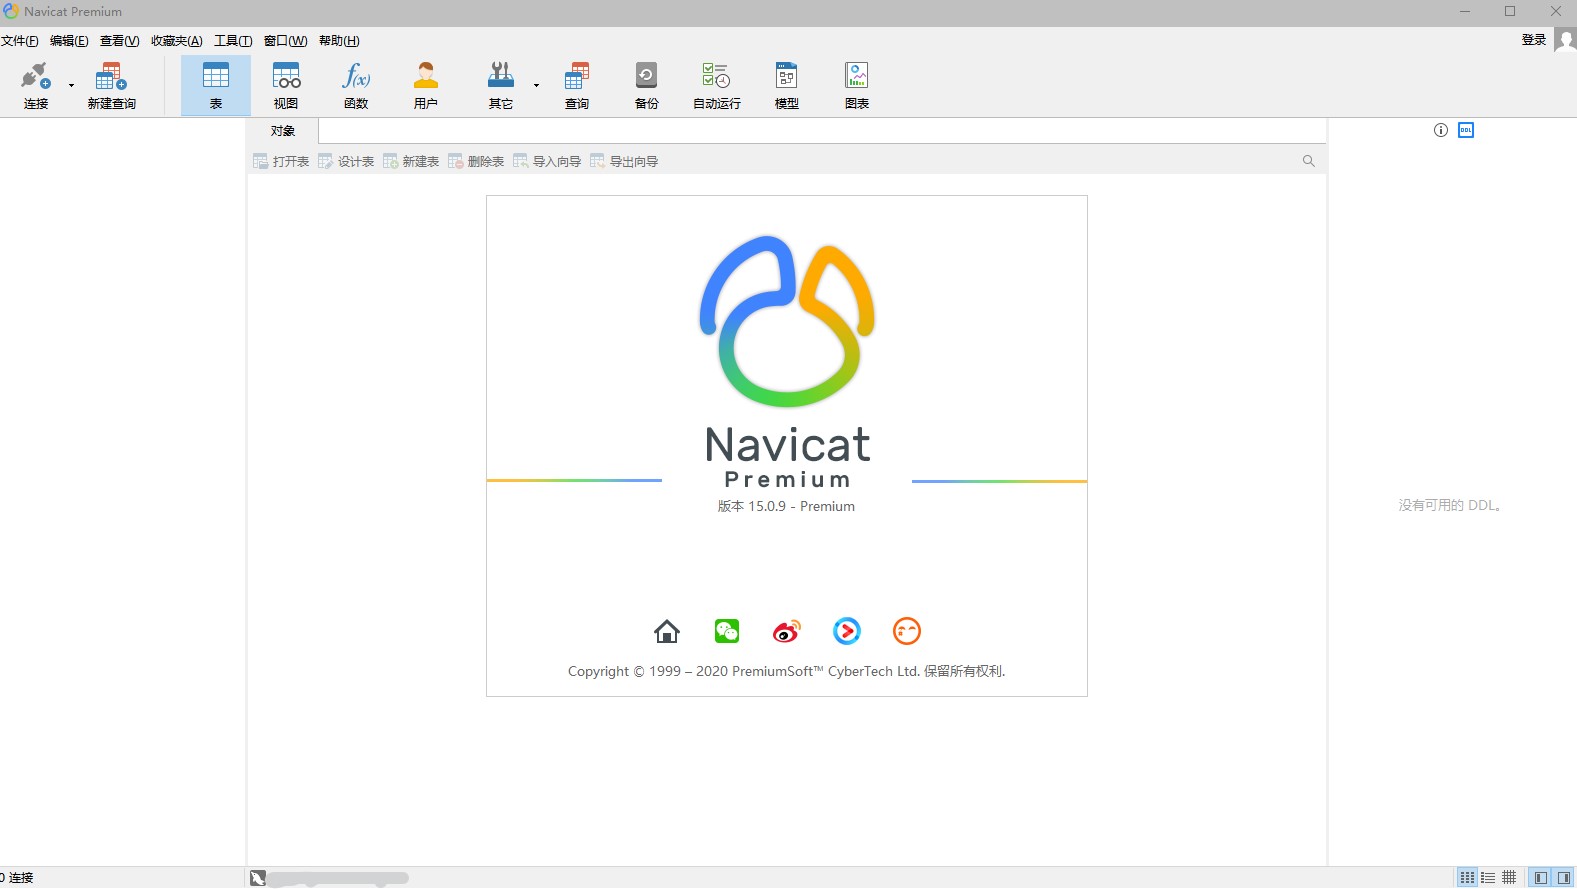 Navicat Premium
文件(F) 编辑(E) 查看(V) 收藏夹(A) 工具(T) 窗口(W) 帮助(H) 登录
连接 新建查询 表 视图 函数 用户 其它 查询 备份 自动运行 模型 图表
对象
打开表 设计表 新建表 删除表 导入向导 导出向导
Navicat
Premium
版本 15.0.9 - Premium
没有可用的 DDL。
Copyright © 1999 – 2020 PremiumSoft™ CyberTech Ltd. 保留所有权利.
0 连接